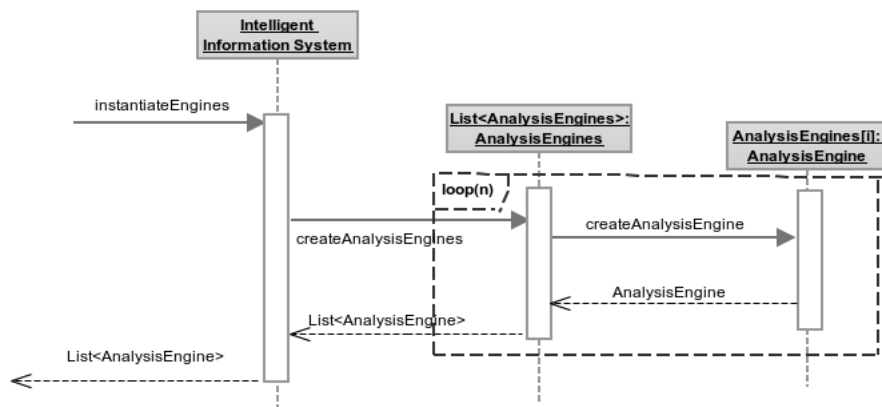 Intelligent
Information System
instantiateEngines
List<AnalysisEngines>:
AnalysisEngines
AnalysisEngines[i]:
AnalysisEngine
loop(n)
createAnalysisEngines
createAnalysisEngine
AnalysisEngine
List<AnalysisEngine>
List<AnalysisEngine>